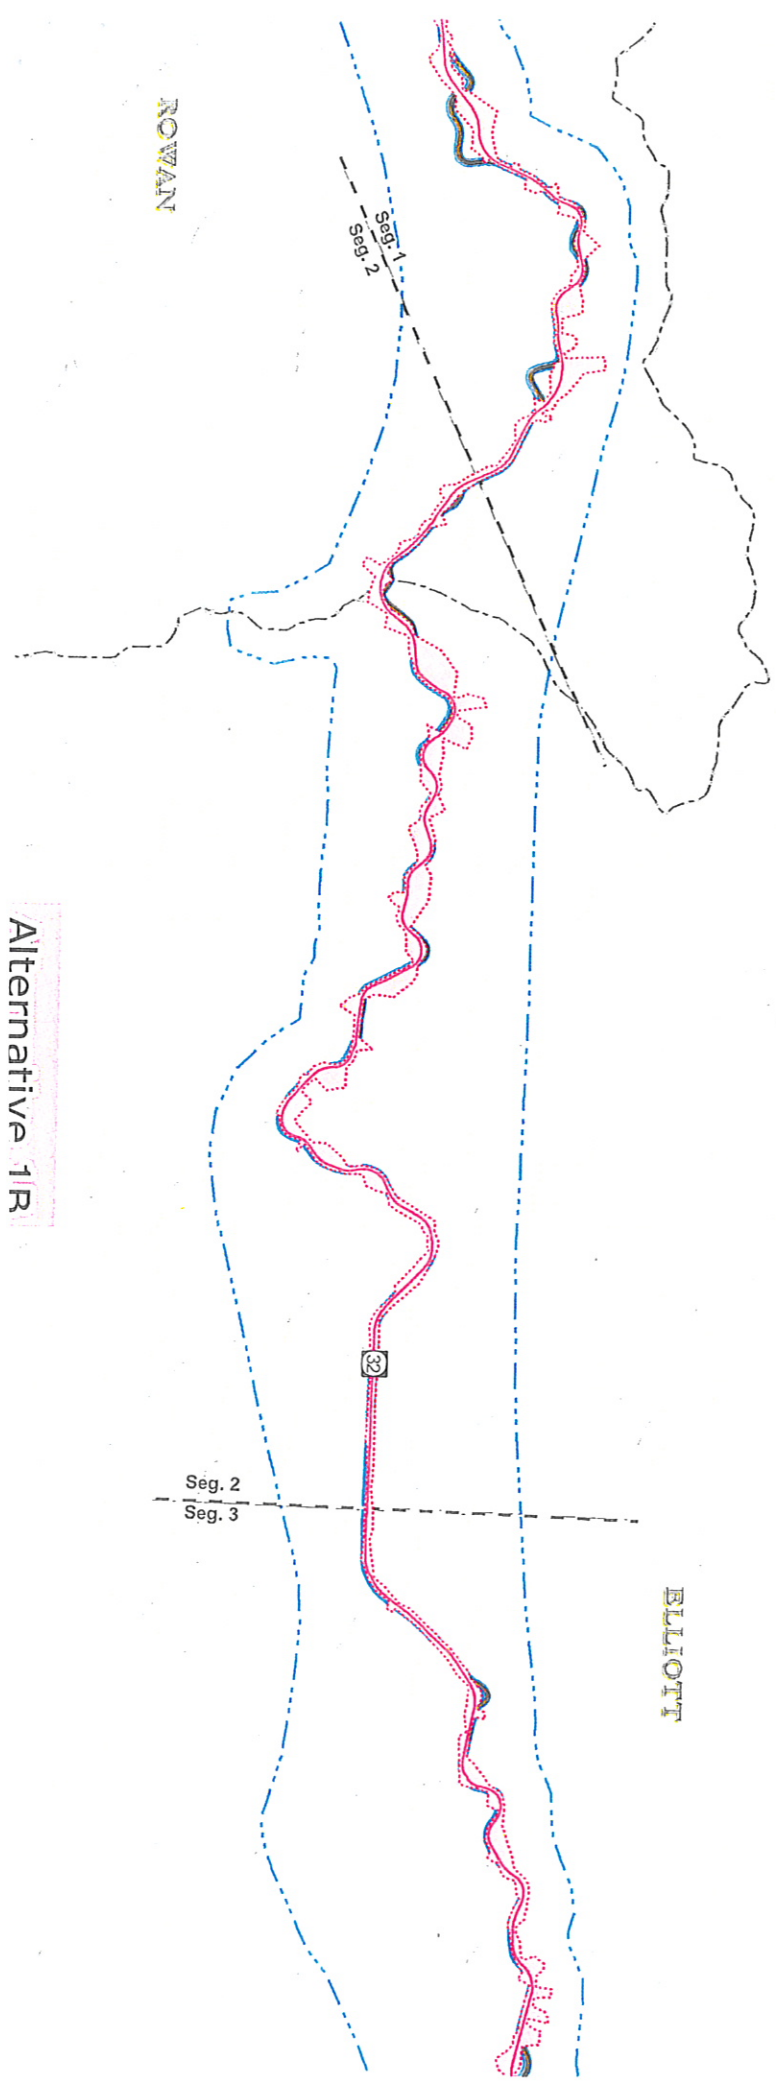 ROWAN
Seg. 1
Seg. 2
32
Seg. 2
Seg. 3
ELLIOTT
Alternative 1R